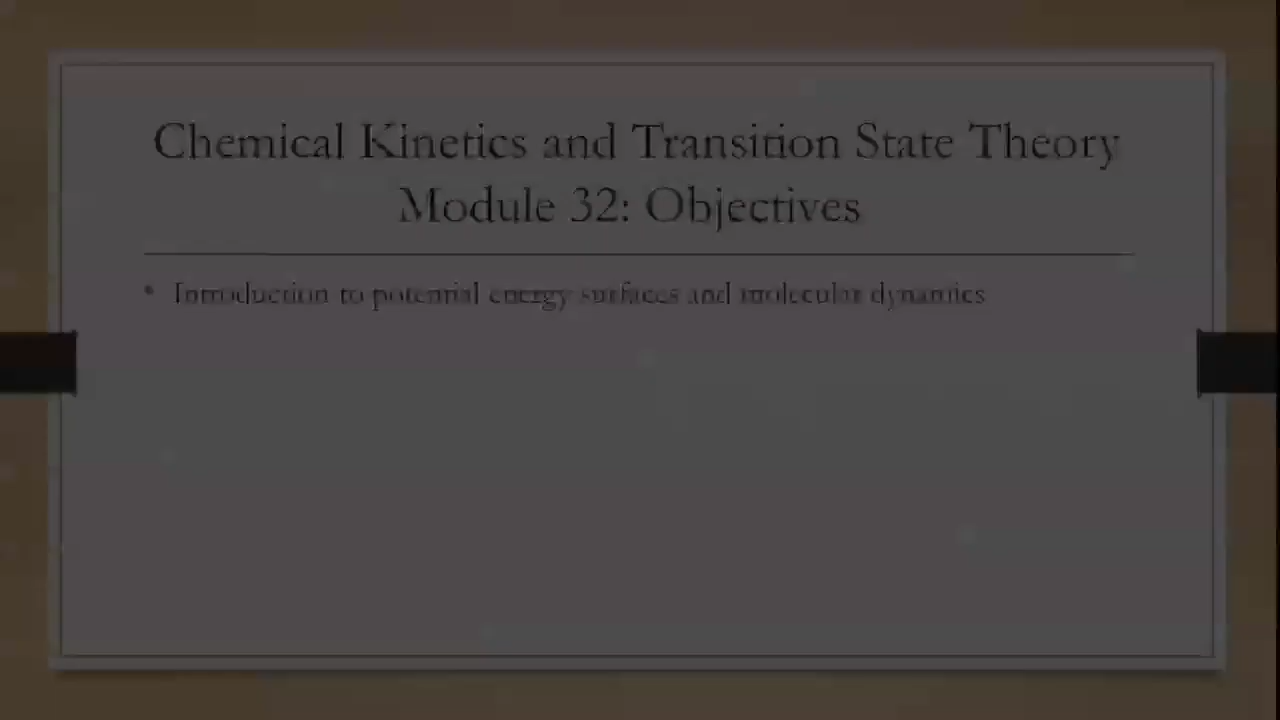 Chemical Kinetics and Transition State Theory
Module 32: Objectives
• Introduction to potential energy surfaces and molecular dynamics